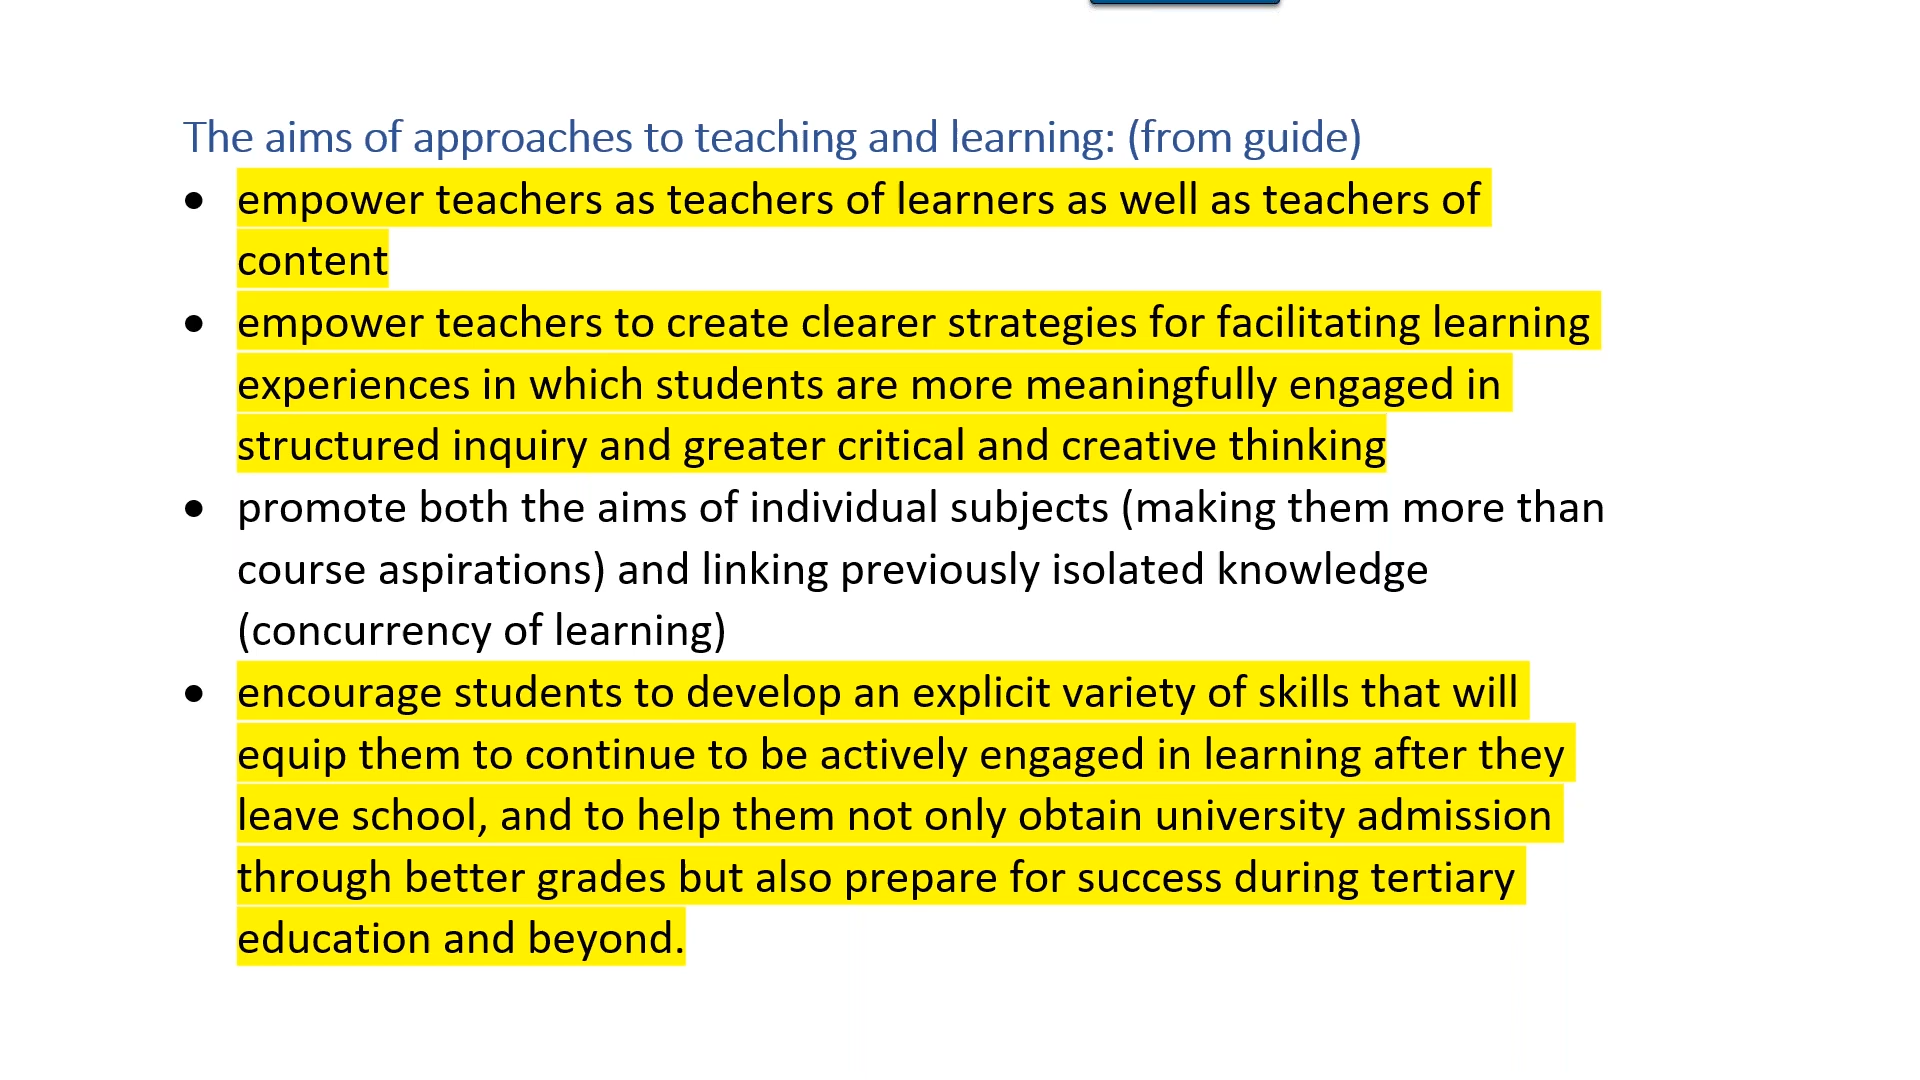 The aims of approaches to teaching and learning: (from guide)
• empower teachers as teachers of learners as well as teachers of
content
• empower teachers to create clearer strategies for facilitating learning
experiences in which students are more meaningfully engaged in
structured inquiry and greater critical and creative thinking
• promote both the aims of individual subjects (making them more than
course aspirations) and linking previously isolated knowledge
(concurrency of learning)
• encourage students to develop an explicit variety of skills that will
equip them to continue to be actively engaged in learning after they
leave school, and to help them not only obtain university admission
through better grades but also prepare for success during tertiary
education and beyond.